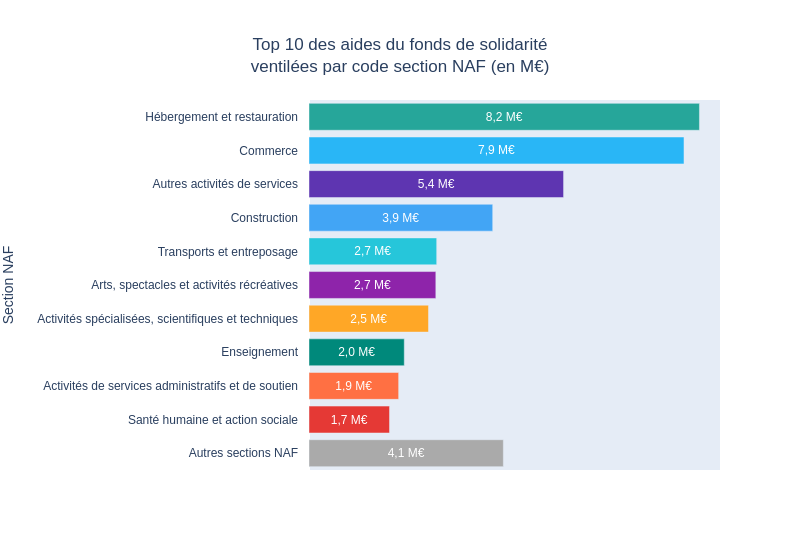 Top 10 des aides du fonds de solidarité
ventilées par code section NAF (en M€)
Section NAF
Hébergement et restauration 8,2 M€
Commerce 7,9 M€
Autres activités de services 5,4 M€
Construction 3,9 M€
Transports et entreposage 2,7 M€
Arts, spectacles et activités récréatives 2,7 M€
Activités spécialisées, scientifiques et techniques 2,5 M€
Enseignement 2,0 M€
Activités de services administratifs et de soutien 1,9 M€
Santé humaine et action sociale 1,7 M€
Autres sections NAF 4,1 M€